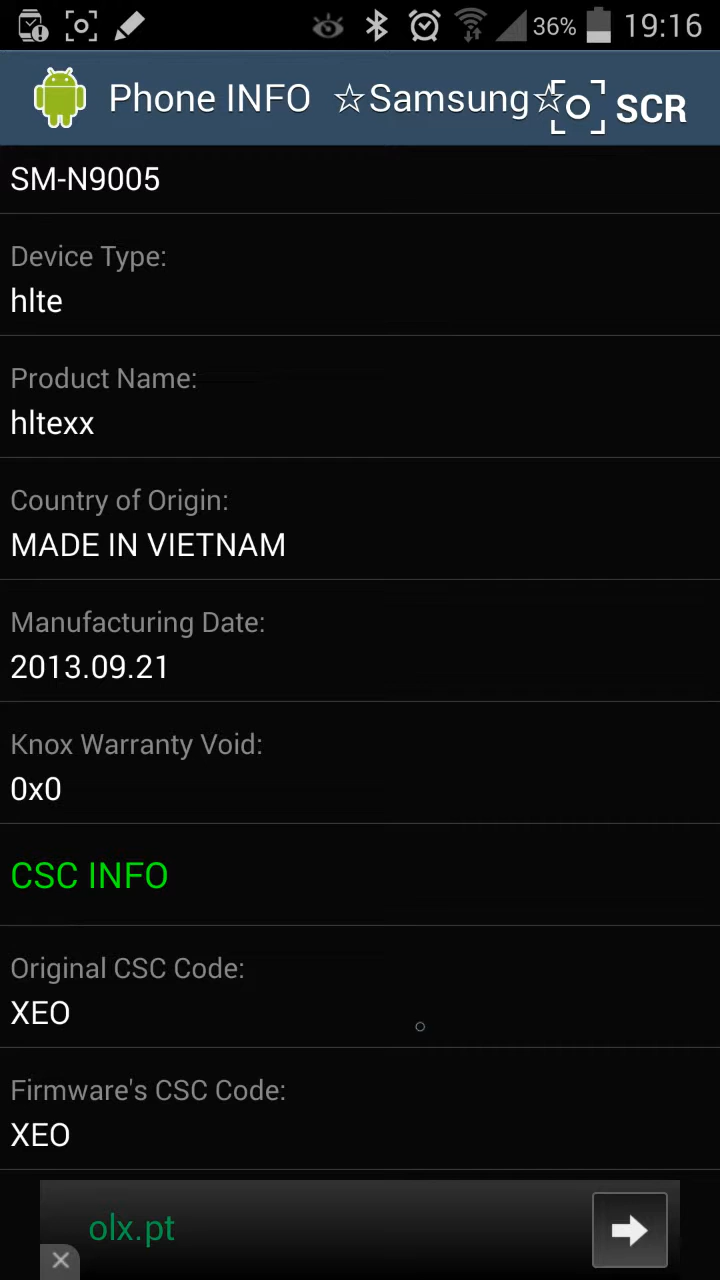 36% 19:16
Phone INFO ☆Samsung☆ SCR
SM-N9005
Device Type:
hlte
Product Name:
hltexx
Country of Origin:
MADE IN VIETNAM
Manufacturing Date:
2013.09.21
Knox Warranty Void:
0x0
CSC INFO
Original CSC Code:
XEO
Firmware's CSC Code:
XEO
olx.pt